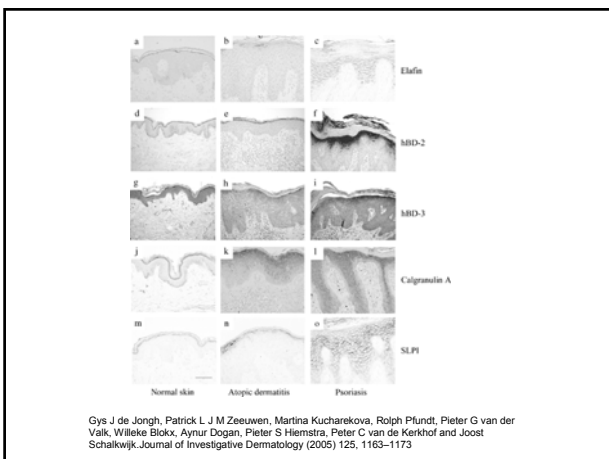 a b c
Elafin
d e f
hBD-2
g h i
hBD-3
j k l
Calgranulin A
m n o
SLPI
Normal skin Atopic dermatitis Psoriasis
Gys J de Jongh, Patrick L J M Zeeuwen, Martina Kucharekova, Rolph Pfundt, Pieter G van der
Valk, Willeke Blokx, Aynur Dogan, Pieter S Hiemstra, Peter C van de Kerkhof and Joost
Schalkwijk.Journal of Investigative Dermatology (2005) 125, 1163–1173